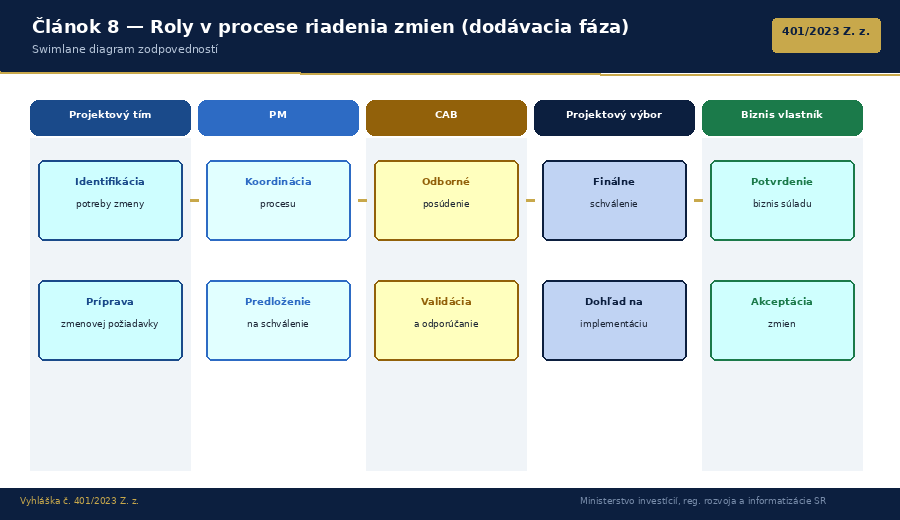 Článok 8 — Roly v procese riadenia zmien (dodávacia fáza)
Swimlane diagram zodpovedností
401/2023 Z. z.
Projektový tím
PM
CAB
Projektový výbor
Biznis vlastník
Identifikácia
potreby zmeny
Koordinácia
procesu
Odborné
posúdenie
Finálne
schválenie
Potvrdenie
biznis súladu
Príprava
zmenovej požiadavky
Predloženie
na schválenie
Validácia
a odporúčanie
Dohľad na
implementáciu
Akceptácia
zmien
Vyhláška č. 401/2023 Z. z.
Ministerstvo investícií, reg. rozvoja a informatizácie SR